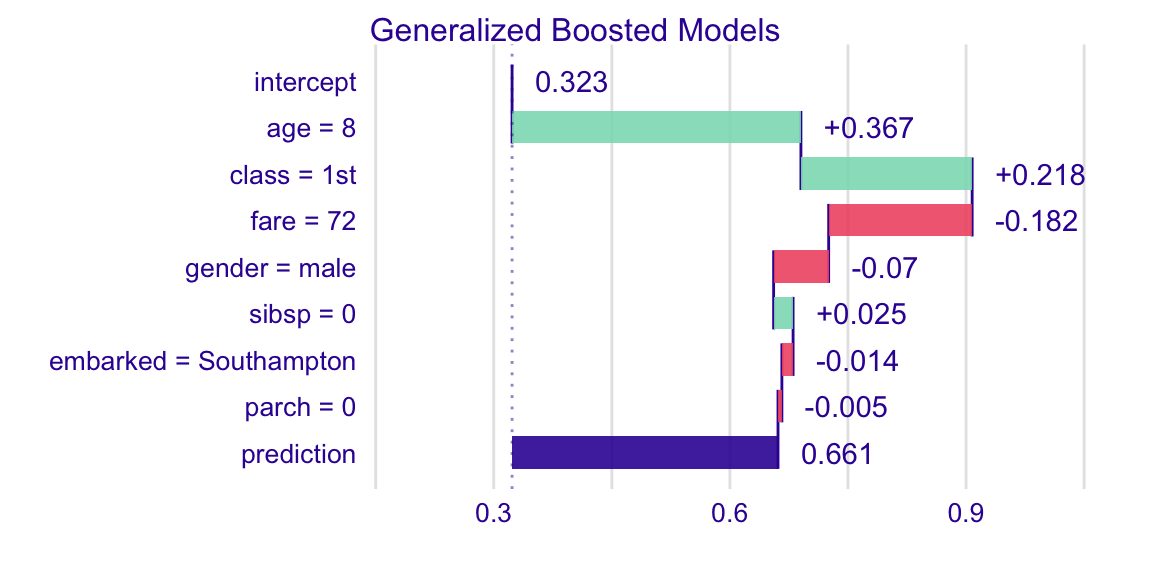 Generalized Boosted Models
intercept 0.323
age = 8 +0.367
class = 1st +0.218
fare = 72 -0.182
gender = male -0.07
sibsp = 0 +0.025
embarked = Southampton -0.014
parch = 0 -0.005
prediction 0.661
0.3 0.6 0.9